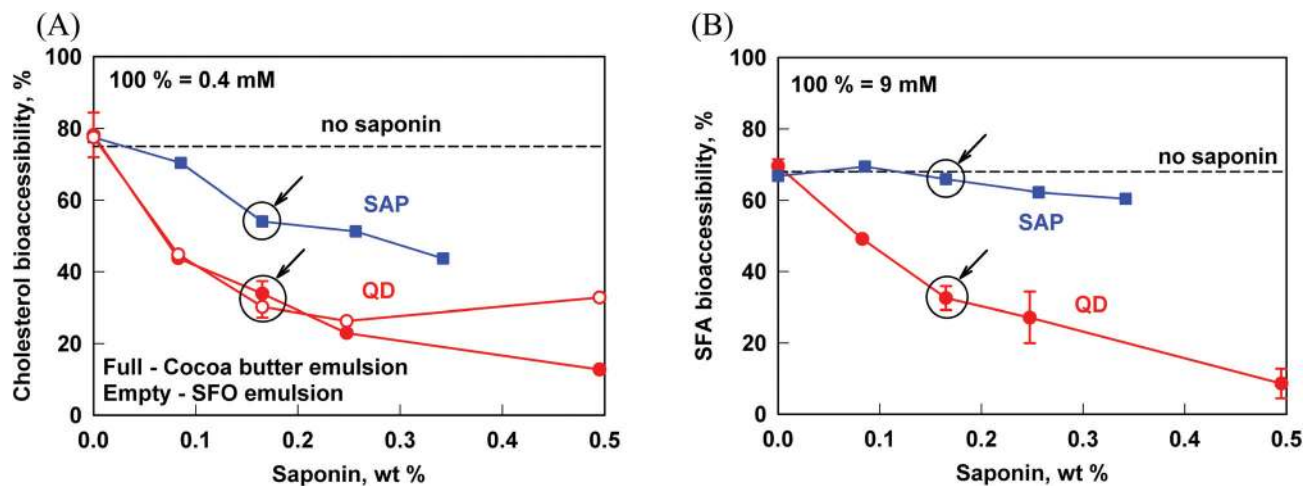 (A)
100 % = 0.4 mM
no saponin
SAP
QD
Full - Cocoa butter emulsion
Empty - SFO emulsion
Cholesterol bioaccessibility, %
100
80
60
40
20
0
0.0 0.1 0.2 0.3 0.4 0.5
Saponin, wt %
(B)
100 % = 9 mM
no saponin
SAP
QD
SFA bioaccessibility, %
100
80
60
40
20
0
0.0 0.1 0.2 0.3 0.4 0.5
Saponin, wt %